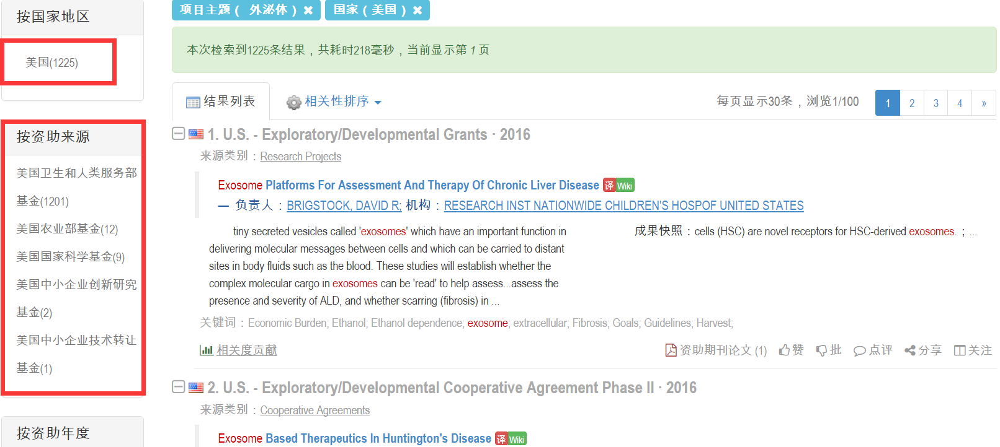 按国家地区
美国(1225)
按资助来源
美国卫生和人类服务部
基金(1201)
美国农业部基金(12)
美国国家科学基金(9)
美国中小企业创新研究
基金(2)
美国中小企业技术转让
基金(1)
按资助年度
项目主题（ 外泌体）✖ 国家（美国）✖
本次检索到1225条结果，共耗时218毫秒，当前显示第 1 页
结果列表 相关性排序 每页显示30条，浏览1/100 1 2 3 4 »
1. U.S. - Exploratory/Developmental Grants · 2016
来源类别：Research Projects
Exosome Platforms For Assessment And Therapy Of Chronic Liver Disease 译 Wiki
— 负责人：BRIGSTOCK, DAVID R; 机构：RESEARCH INST NATIONWIDE CHILDREN'S HOSPOF UNITED STATES
tiny secreted vesicles called 'exosomes' which have an important function in
delivering molecular messages between cells and which can be carried to distant
sites in body fluids such as the blood. These studies will establish whether the
complex molecular cargo in exosomes can be 'read' to help assess...assess the
presence and severity of ALD, and whether scarring (fibrosis) in ...
成果快照：cells (HSC) are novel receptors for HSC-derived exosomes.；...
关键词：Economic Burden; Ethanol; Ethanol dependence; exosome; extracellular; Fibrosis; Goals; Guidelines; Harvest;
相关度贡献 资助期刊论文 (1) 赞 批 点评 分享 关注
2. U.S. - Exploratory/Developmental Cooperative Agreement Phase II · 2016
来源类别：Cooperative Agreements
Exosome Based Therapeutics In Huntington's Disease 译 Wiki